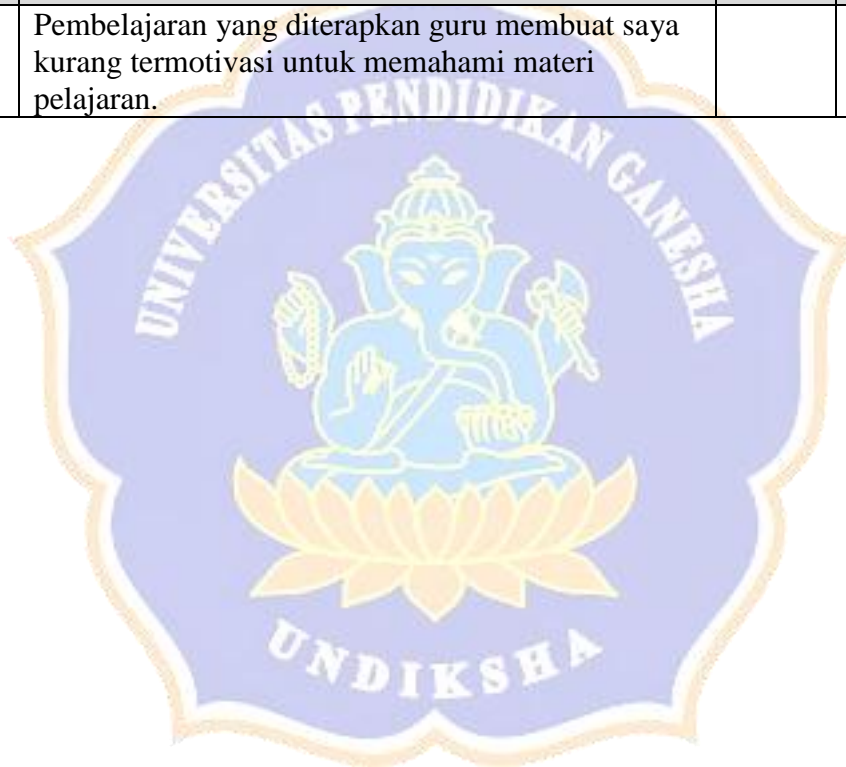 Pembelajaran yang diterapkan guru membuat saya
kurang termotivasi untuk memahami materi
pelajaran.
UNIVERSITAS PENDIDIKAN GANESHA
UNDIKSHA